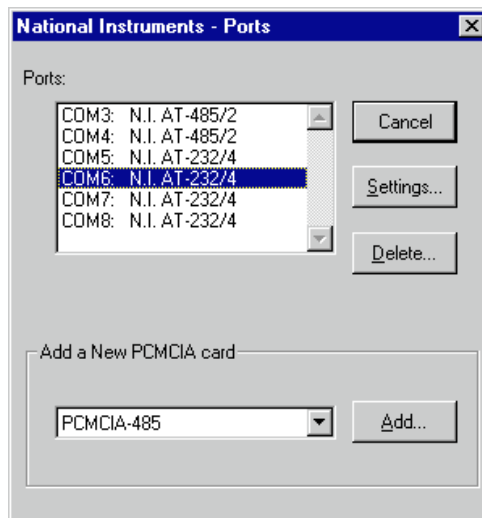 National Instruments - Ports
Ports:
COM3: N.I. AT-485/2
COM4: N.I. AT-485/2
COM5: N.I. AT-232/4
COM6: N.I. AT-232/4
COM7: N.I. AT-232/4
COM8: N.I. AT-232/4
Cancel
Settings...
Delete...
Add a New PCMCIA card
PCMCIA-485
Add...